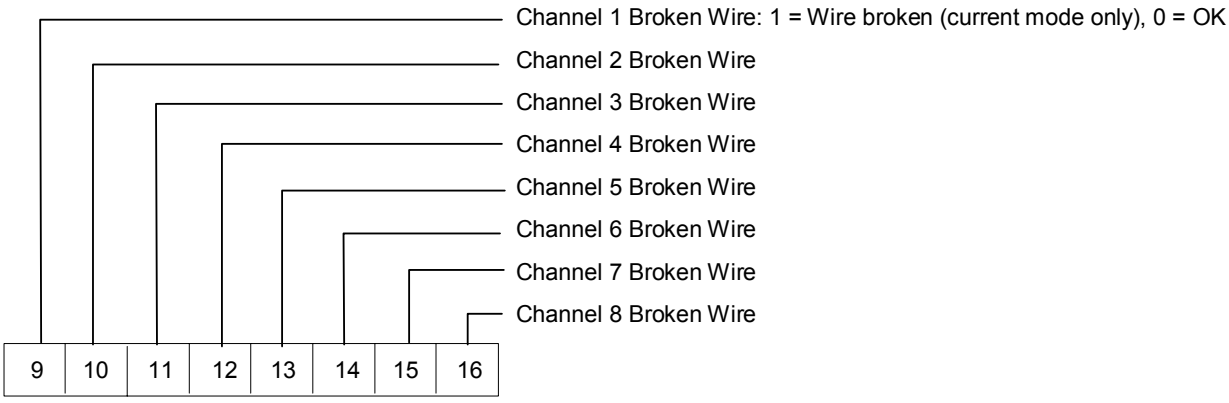 Channel 1 Broken Wire: 1 = Wire broken (current mode only), 0 = OK
Channel 2 Broken Wire
Channel 3 Broken Wire
Channel 4 Broken Wire
Channel 5 Broken Wire
Channel 6 Broken Wire
Channel 7 Broken Wire
Channel 8 Broken Wire
9 10 11 12 13 14 15 16